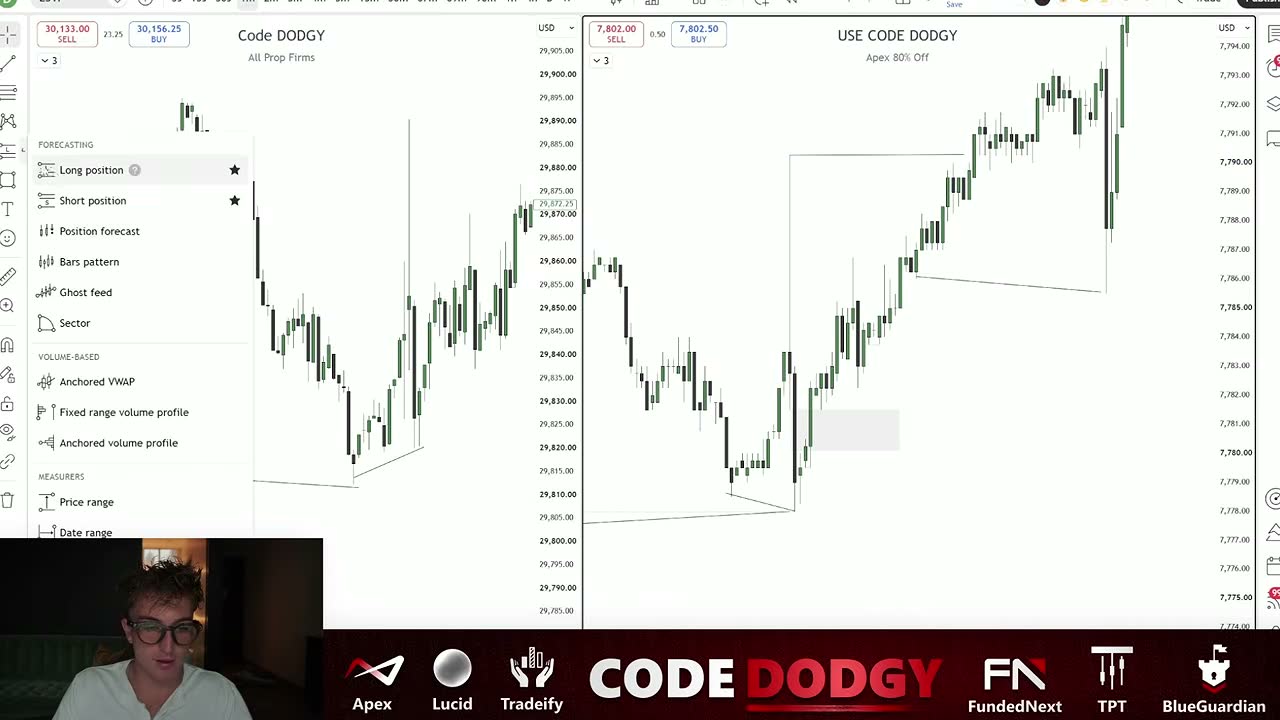 Save
30,133.00
SELL
23.25
30,156.25
BUY
3
Code DODGY
All Prop Firms
USD
29,905.00
29,900.00
29,895.00
29,890.00
29,885.00
29,880.00
29,875.00
29,872.25
29,870.00
29,865.00
29,860.00
29,855.00
29,850.00
29,845.00
29,840.00
29,835.00
29,830.00
29,825.00
29,820.00
29,815.00
29,810.00
29,805.00
29,800.00
29,795.00
29,790.00
29,785.00
FORECASTING
Long position
Short position
Position forecast
Bars pattern
Ghost feed
Sector
VOLUME-BASED
Anchored VWAP
Fixed range volume profile
Anchored volume profile
MEASURERS
Price range
Date range
7,802.00
SELL
0.50
7,802.50
BUY
3
USE CODE DODGY
Apex 80% Off
USD
7,794.00
7,793.00
7,792.00
7,791.00
7,790.00
7,789.00
7,788.00
7,787.00
7,786.00
7,785.00
7,784.00
7,783.00
7,782.00
7,781.00
7,780.00
7,779.00
7,778.00
7,777.00
7,776.00
7,775.00
7,774.00
Apex
Lucid
Tradeify
CODE DODGY
FN
FundedNext
TPT
BlueGuardian